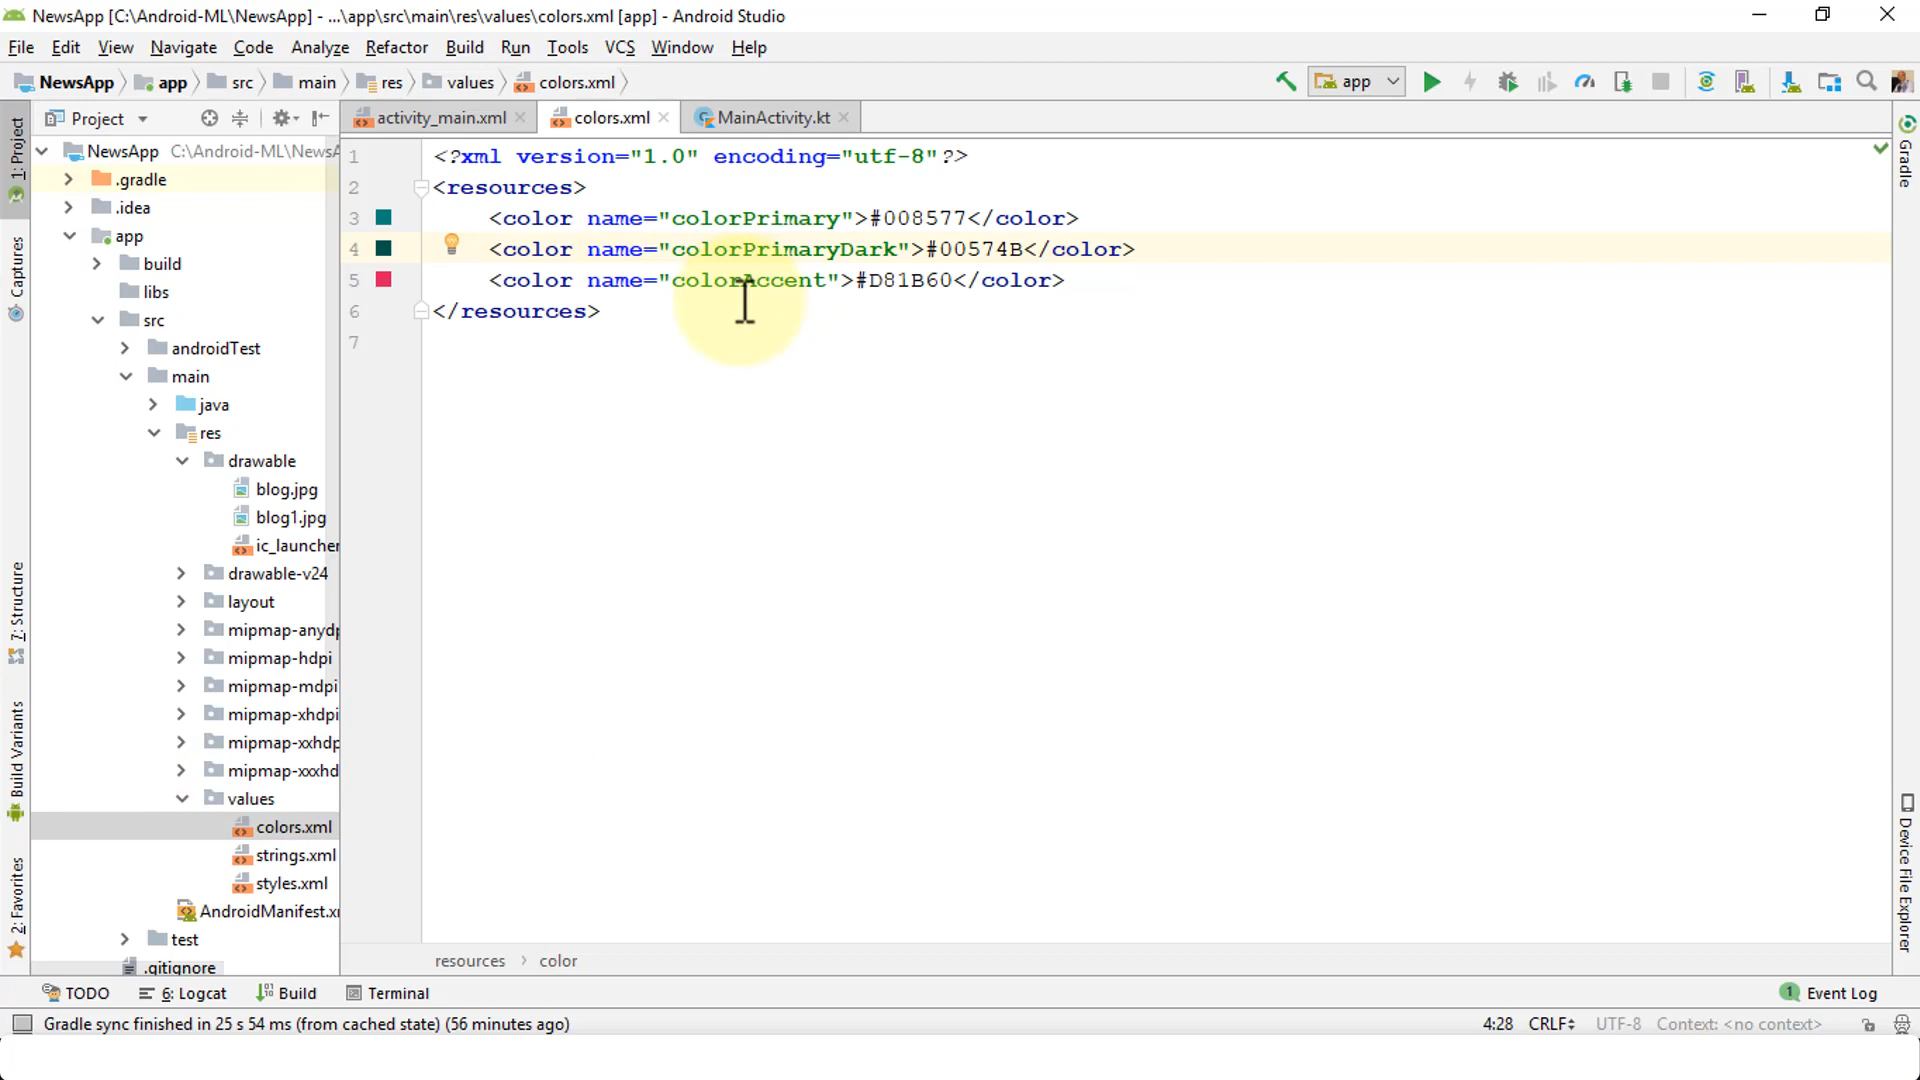 NewsApp [C:\Android-ML\NewsApp] - ...\app\src\main\res\values\colors.xml [app] - Android Studio
File Edit View Navigate Code Analyze Refactor Build Run Tools VCS Window Help
NewsApp app src main res values colors.xml app
1: Project
Captures
7: Structure
Build Variants
2: Favorites
Project
NewsApp C:\Android-ML\NewsA
.gradle
.idea
app
build
libs
src
androidTest
main
java
res
drawable
blog.jpg
blog1.jpg
ic_launcher
drawable-v24
layout
mipmap-anydp
mipmap-hdpi
mipmap-mdpi
mipmap-xhdpi
mipmap-xxhdp
mipmap-xxxhd
values
colors.xml
strings.xml
styles.xml
AndroidManifest.x
test
.gitignore
activity_main.xml colors.xml MainActivity.kt
1 <?xml version="1.0" encoding="utf-8"?>
2 <resources>
3 <color name="colorPrimary">#008577</color>
4 <color name="colorPrimaryDark">#00574B</color>
5 <color name="colorAccent">#D81B60</color>
6 </resources>
7
resources › color
Gradle
Device File Explorer
TODO 6: Logcat Build Terminal 1 Event Log
Gradle sync finished in 25 s 54 ms (from cached state) (56 minutes ago) 4:28 CRLF UTF-8 Context: <no context>